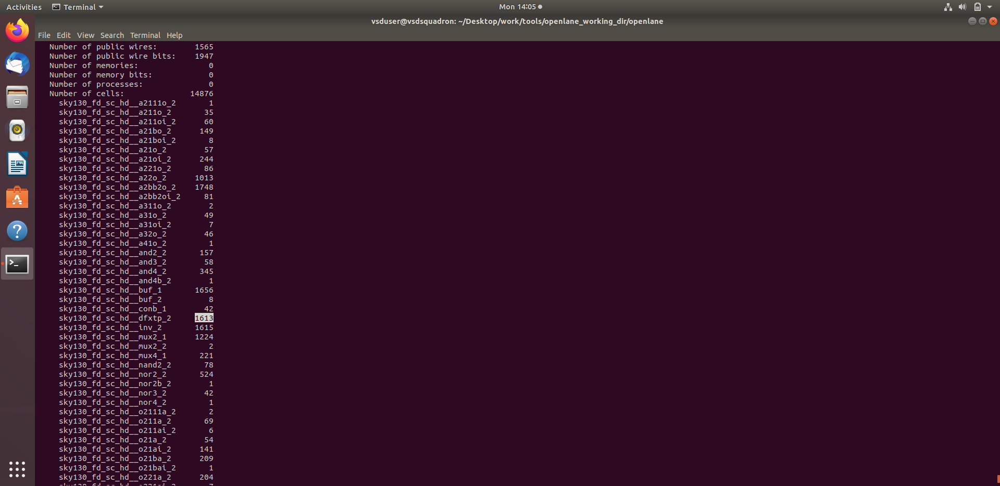 Activities Terminal Mon 14:05
vsduser@vsdsquadron: ~/Desktop/work/tools/openlane_working_dir/openlane
File Edit View Search Terminal Help
Number of public wires: 1565
Number of public wire bits: 1947
Number of memories: 0
Number of memory bits: 0
Number of processes: 0
Number of cells: 14876
sky130_fd_sc_hd__a2111o_2 1
sky130_fd_sc_hd__a211o_2 35
sky130_fd_sc_hd__a211oi_2 60
sky130_fd_sc_hd__a21bo_2 149
sky130_fd_sc_hd__a21boi_2 8
sky130_fd_sc_hd__a21o_2 57
sky130_fd_sc_hd__a21oi_2 244
sky130_fd_sc_hd__a221o_2 86
sky130_fd_sc_hd__a22o_2 1013
sky130_fd_sc_hd__a2bb2o_2 1748
sky130_fd_sc_hd__a2bb2oi_2 81
sky130_fd_sc_hd__a311o_2 2
sky130_fd_sc_hd__a31o_2 49
sky130_fd_sc_hd__a31oi_2 7
sky130_fd_sc_hd__a32o_2 46
sky130_fd_sc_hd__a41o_2 1
sky130_fd_sc_hd__and2_2 157
sky130_fd_sc_hd__and3_2 58
sky130_fd_sc_hd__and4_2 345
sky130_fd_sc_hd__and4b_2 1
sky130_fd_sc_hd__buf_1 1656
sky130_fd_sc_hd__buf_2 8
sky130_fd_sc_hd__conb_1 42
sky130_fd_sc_hd__dfxtp_2 1613
sky130_fd_sc_hd__inv_2 1615
sky130_fd_sc_hd__mux2_1 1224
sky130_fd_sc_hd__mux2_2 2
sky130_fd_sc_hd__mux4_1 221
sky130_fd_sc_hd__nand2_2 78
sky130_fd_sc_hd__nor2_2 524
sky130_fd_sc_hd__nor2b_2 1
sky130_fd_sc_hd__nor3_2 42
sky130_fd_sc_hd__nor4_2 1
sky130_fd_sc_hd__o2111a_2 2
sky130_fd_sc_hd__o211a_2 69
sky130_fd_sc_hd__o211ai_2 6
sky130_fd_sc_hd__o21a_2 54
sky130_fd_sc_hd__o21ai_2 141
sky130_fd_sc_hd__o21ba_2 209
sky130_fd_sc_hd__o21bai_2 1
sky130_fd_sc_hd__o221a_2 204